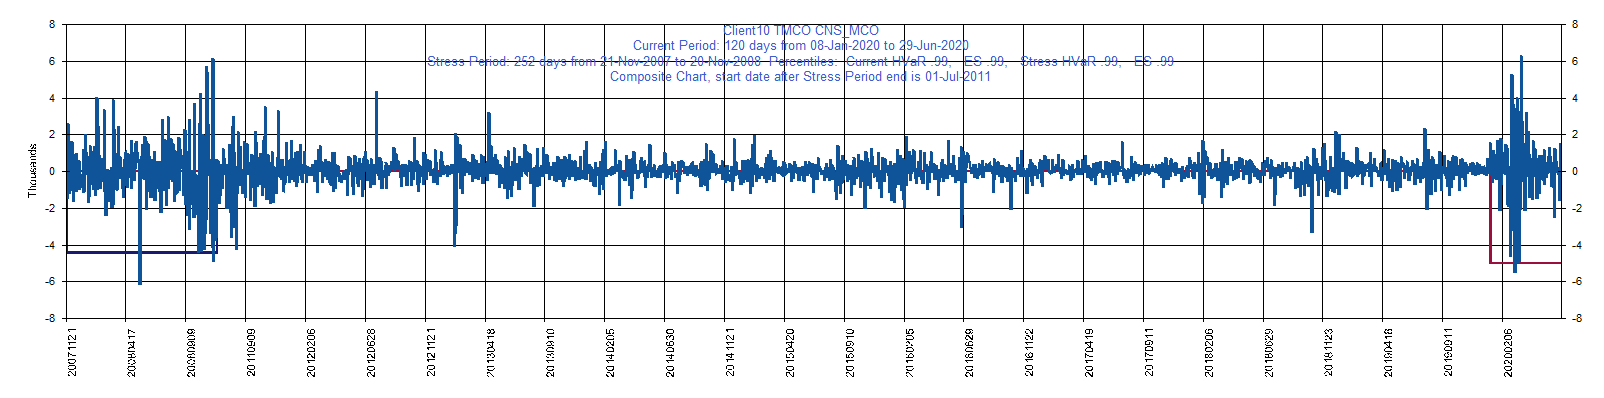 Client10 TMCO CNS_MCO
Current Period: 120 days from 08-Jan-2020 to 29-Jun-2020
Stress Period: 252 days from 21-Nov-2007 to 20-Nov-2008 Percentiles: Current HVaR .99, ES .99, Stress HVaR .99, ES .99
Composite Chart, start date after Stress Period end is 01-Jul-2011
8 8
6 6
4 4
2 2
Thousands
0 0
-2 -2
-4 -4
-6 -6
-8 -8
20071121 20080417 20080909 20110909 20120206 20120628 20121121 20130418 20130910 20140205 20140630 20141121 20150420 20150910 20160205 20160629 20161122 20170419 20170911 20180206 20180629 20181123 20190418 20190911 20200206